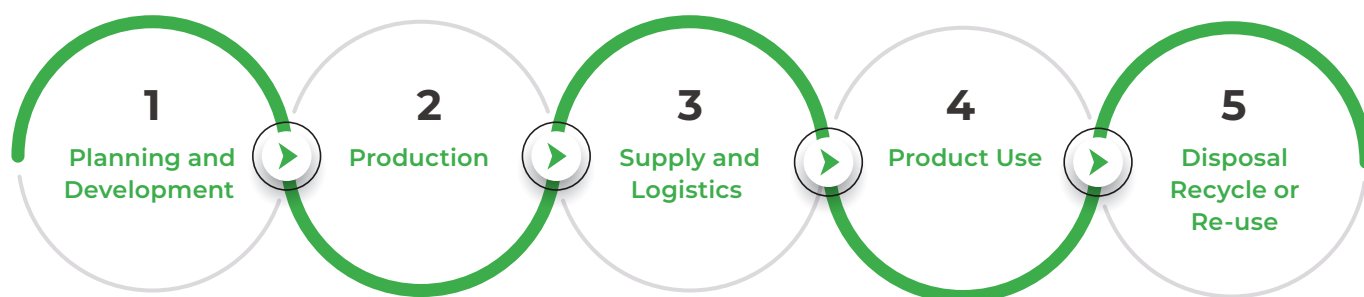 1
Planning and
Development
2
Production
3
Supply and
Logistics
4
Product Use
5
Disposal
Recycle or
Re-use